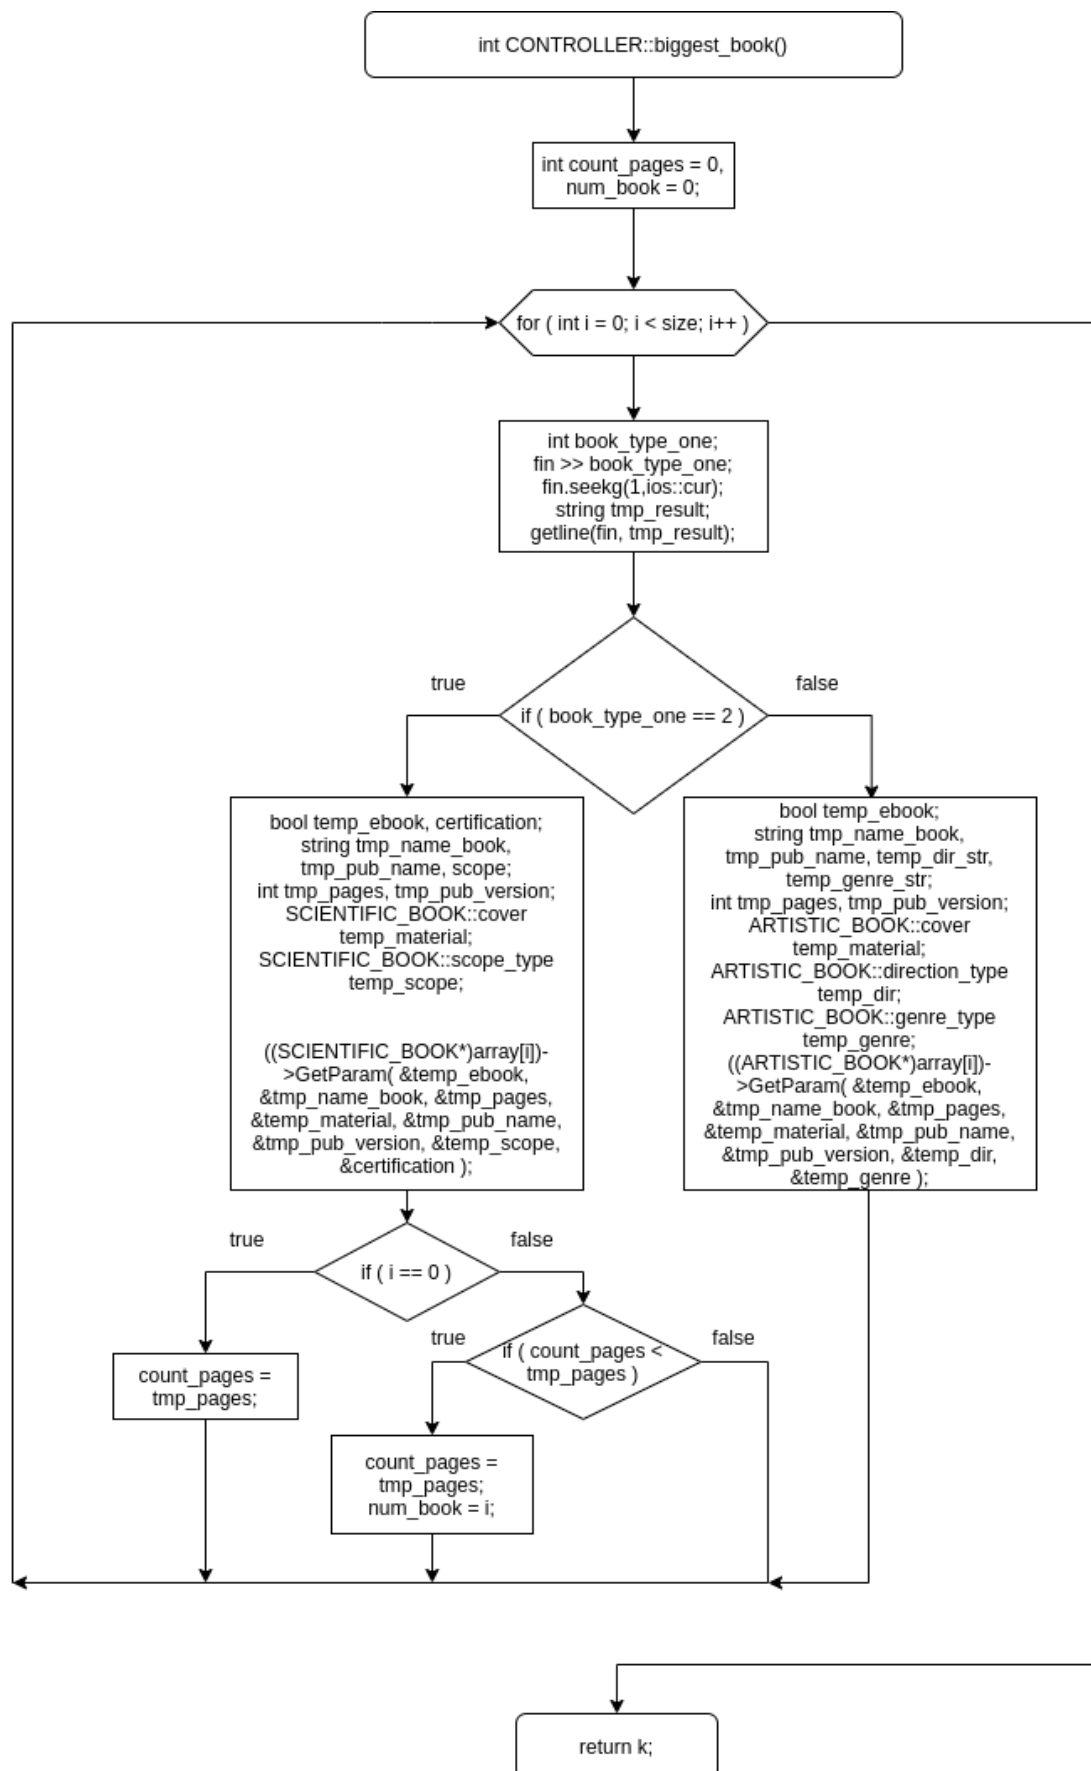 int CONTROLLER::biggest_book()
int count_pages = 0,
num_book = 0;
for ( int i = 0; i < size; i++ )
int book_type_one;
fin >> book_type_one;
fin.seekg(1,ios::cur);
string tmp_result;
getline(fin, tmp_result);
true
false
if ( book_type_one == 2 )
bool temp_ebook, certification;
string tmp_name_book,
tmp_pub_name, scope;
int tmp_pages, tmp_pub_version;
SCIENTIFIC_BOOK::cover
temp_material;
SCIENTIFIC_BOOK::scope_type
temp_scope;
((SCIENTIFIC_BOOK*)array[i])-
>GetParam( &temp_ebook,
&tmp_name_book, &tmp_pages,
&temp_material, &tmp_pub_name,
&tmp_pub_version, &temp_scope,
&certification );
bool temp_ebook;
string tmp_name_book,
tmp_pub_name, temp_dir_str,
temp_genre_str;
int tmp_pages, tmp_pub_version;
ARTISTIC_BOOK::cover
temp_material;
ARTISTIC_BOOK::direction_type
temp_dir;
ARTISTIC_BOOK::genre_type
temp_genre;
((ARTISTIC_BOOK*)array[i])-
>GetParam( &temp_ebook,
&tmp_name_book, &tmp_pages,
&temp_material, &tmp_pub_name,
&tmp_pub_version, &temp_dir,
&temp_genre );
true
false
if ( i == 0 )
true
false
if ( count_pages <
tmp_pages )
count_pages =
tmp_pages;
count_pages =
tmp_pages;
num_book = i;
return k;